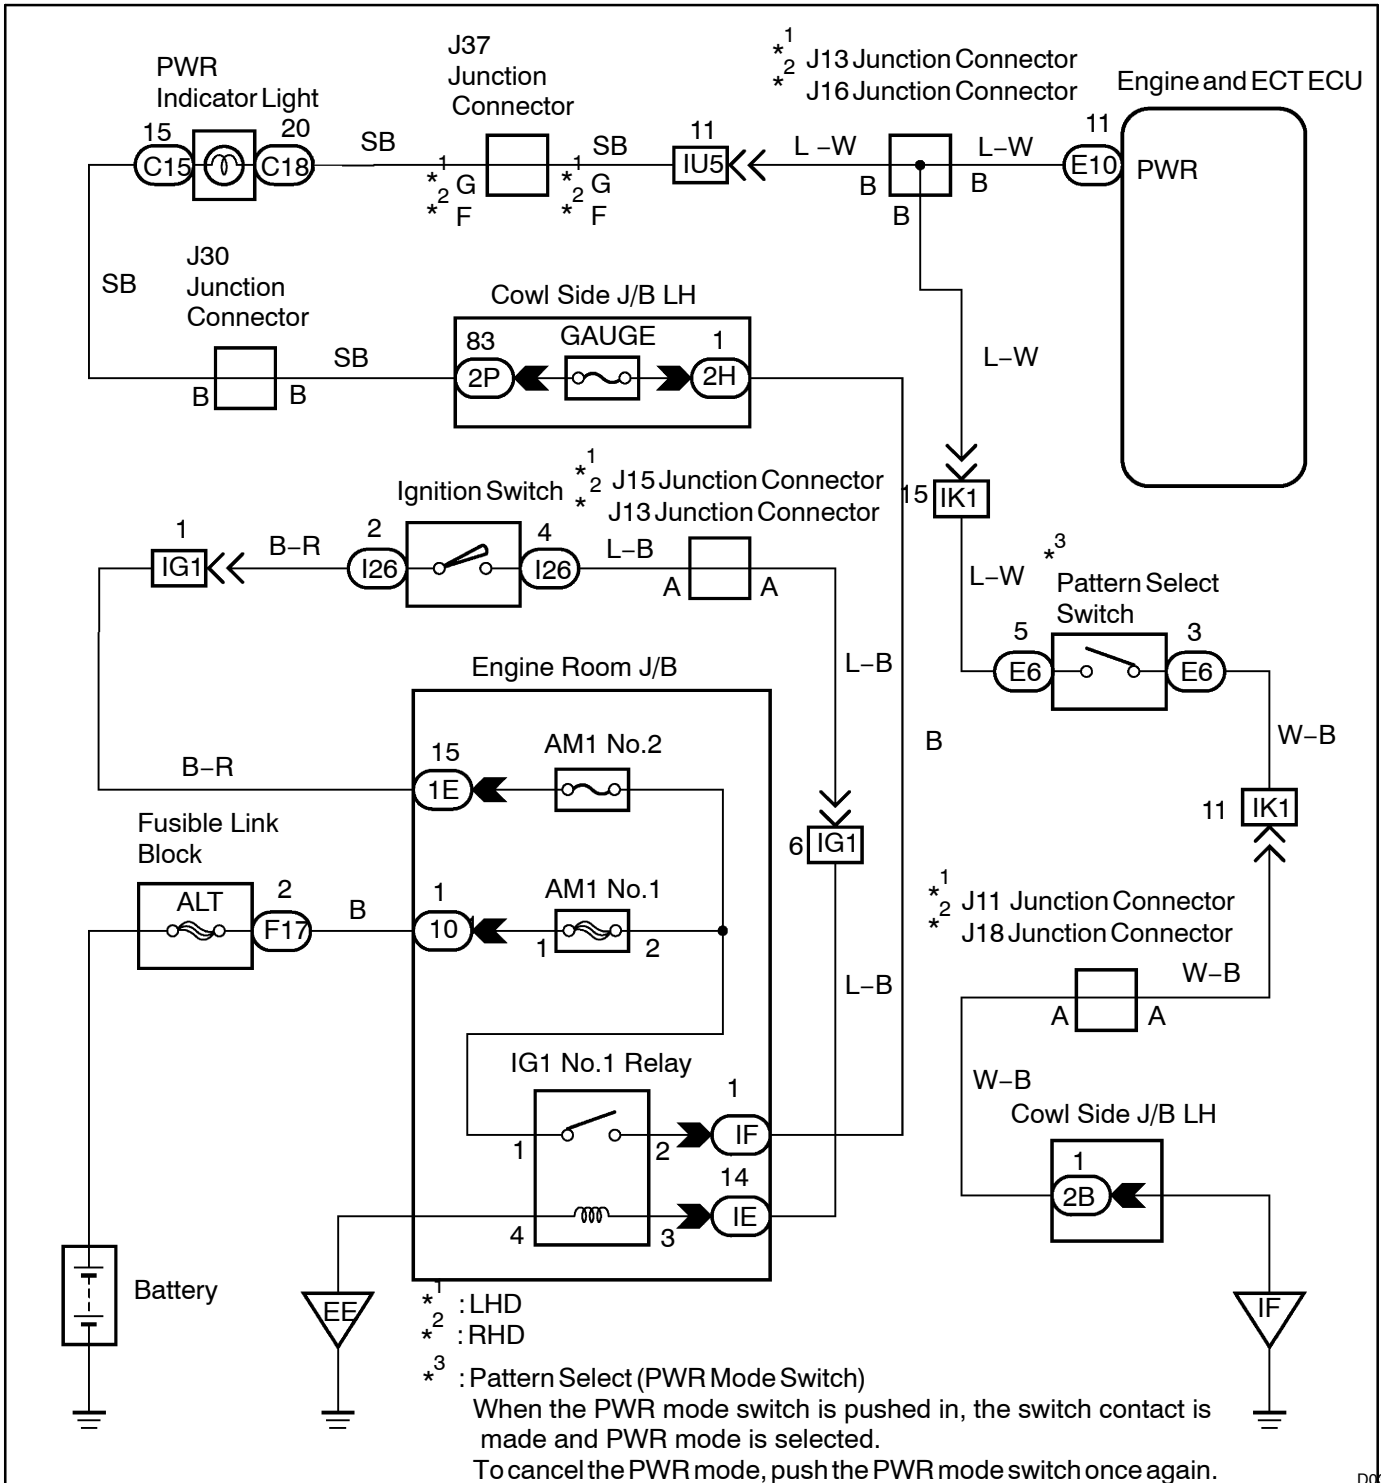 J37
Junction
Connector
*1 J13 Junction Connector
*2 J16 Junction Connector
PWR
Indicator Light
Engine and ECT ECU
15
C15
20
C18
SB
*1 G
*2 F
SB
*1 G
*2 F
11
IU5
L-W
B
B
L-W
B
11
E10
PWR
SB
J30
Junction
Connector
Cowl Side J/B LH
83
2P
GAUGE
1
2H
SB
B
B
L-W
Ignition Switch
*1 J15 Junction Connector
*2 J13 Junction Connector
15 IK1
1
IG1
B-R
2
I26
4
I26
L-B
A
A
L-W
*3
Pattern Select
Switch
5
E6
3
E6
Engine Room J/B
L-B
B
W-B
15
1E
AM1 No.2
B-R
11 IK1
Fusible Link
Block
6 IG1
ALT
2
F17
B
1
10
AM1 No.1
1
2
*1 J11 Junction Connector
*2 J18 Junction Connector
L-B
W-B
A
A
IG1 No.1 Relay
W-B
1
2
1
IF
Cowl Side J/B LH
1
2B
4
3
14
IE
Battery
EE
IF
*1 : LHD
*2 : RHD
*3 : Pattern Select (PWR Mode Switch)
When the PWR mode switch is pushed in, the switch contact is
made and PWR mode is selected.
To cancel the PWR mode, push the PWR mode switch once again.